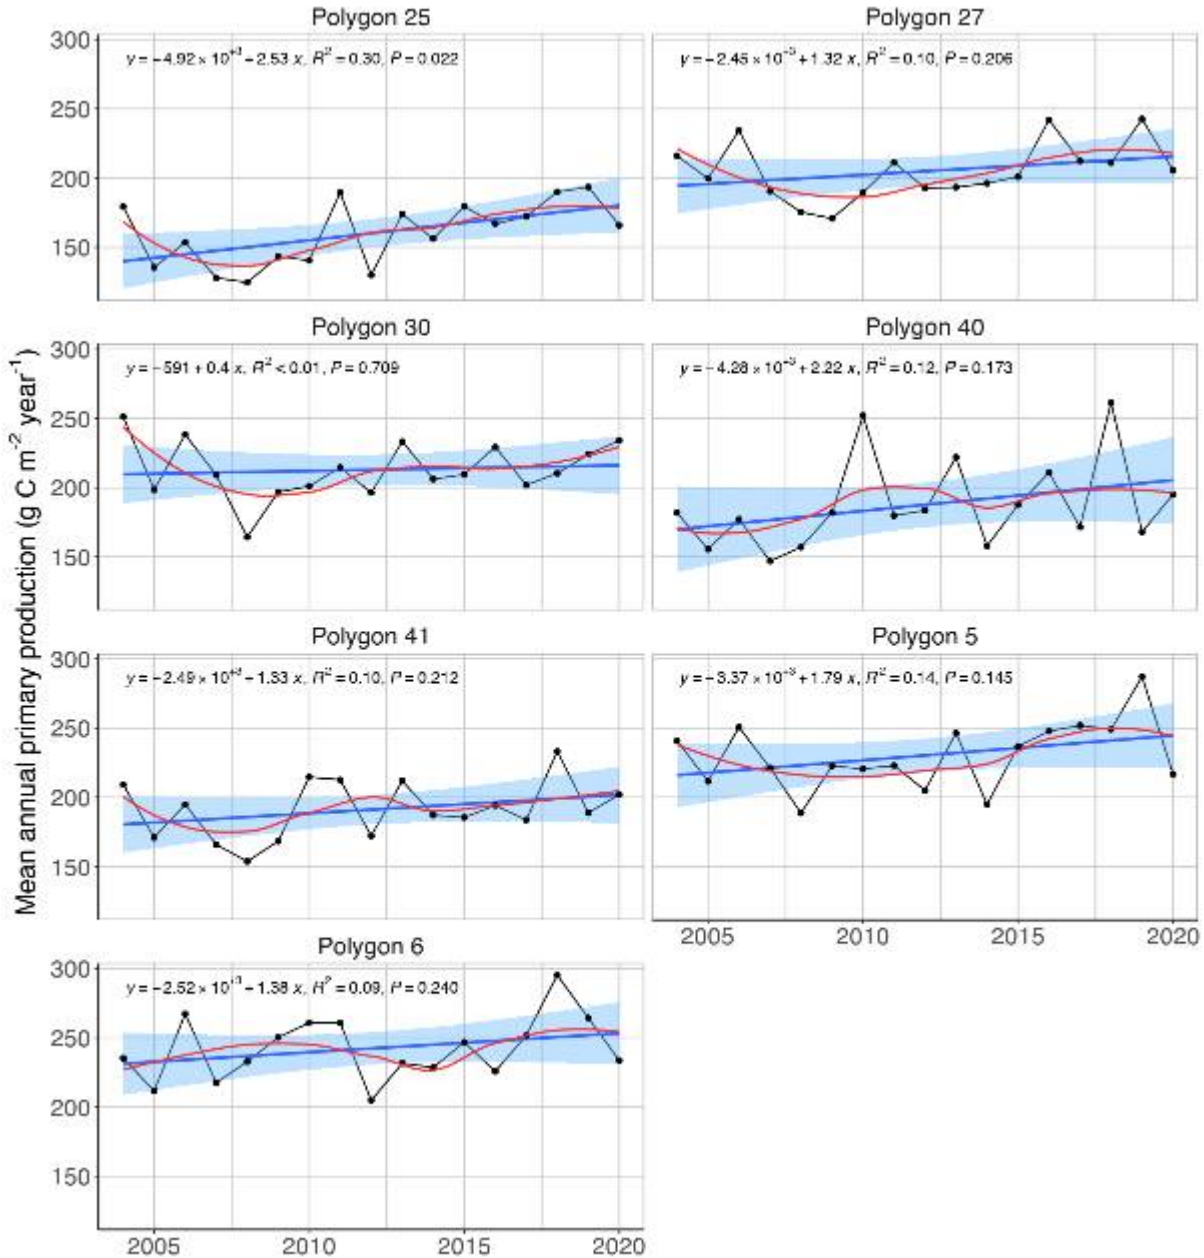 Polygon 25
Polygon 27
y = −4.92 × 10⁺³ + 2.53 x, R² = 0.30, P = 0.022
y = −2.45 × 10⁺³ + 1.32 x, R² = 0.10, P = 0.206
300
250
200
150
Polygon 30
Polygon 40
y = −591 + 0.4 x, R² < 0.01, P = 0.709
y = −4.28 × 10⁺³ + 2.22 x, R² = 0.12, P = 0.173
300
250
200
150
Mean annual primary production (g C m⁻² year⁻¹)
Polygon 41
Polygon 5
y = −2.49 × 10⁺³ + 1.33 x, R² = 0.10, P = 0.212
y = −3.37 × 10⁺³ + 1.79 x, R² = 0.14, P = 0.145
300
250
200
150
2005 2010 2015 2020
Polygon 6
y = −2.52 × 10⁺³ + 1.38 x, R² = 0.09, P = 0.240
300
250
200
150
2005 2010 2015 2020